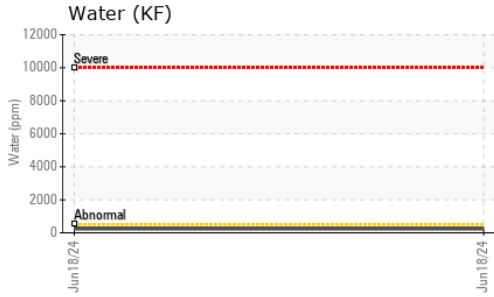 Water (KF)
12000
Severe
10000
8000
6000
4000
2000
Abnormal
0
Water (ppm)
Jun18/24
Jun18/24